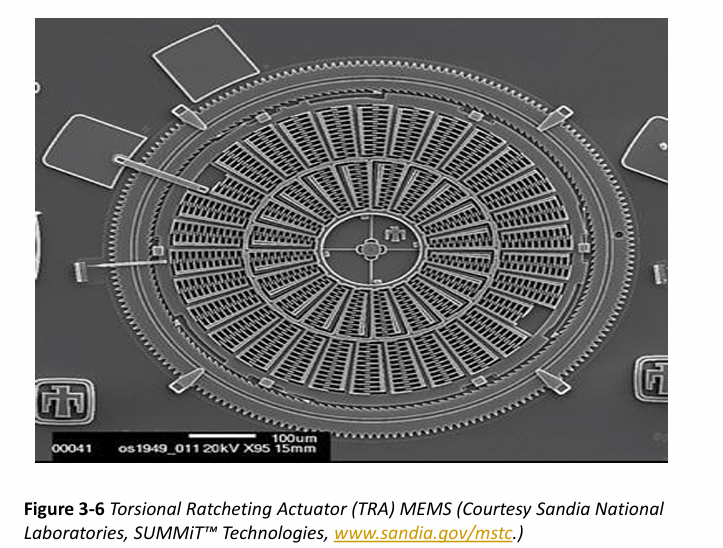 100um
00041 os1949_011 20kV X95 15mm
Figure 3-6 Torsional Ratcheting Actuator (TRA) MEMS (Courtesy Sandia National
Laboratories, SUMMiT™ Technologies, www.sandia.gov/mstc.)